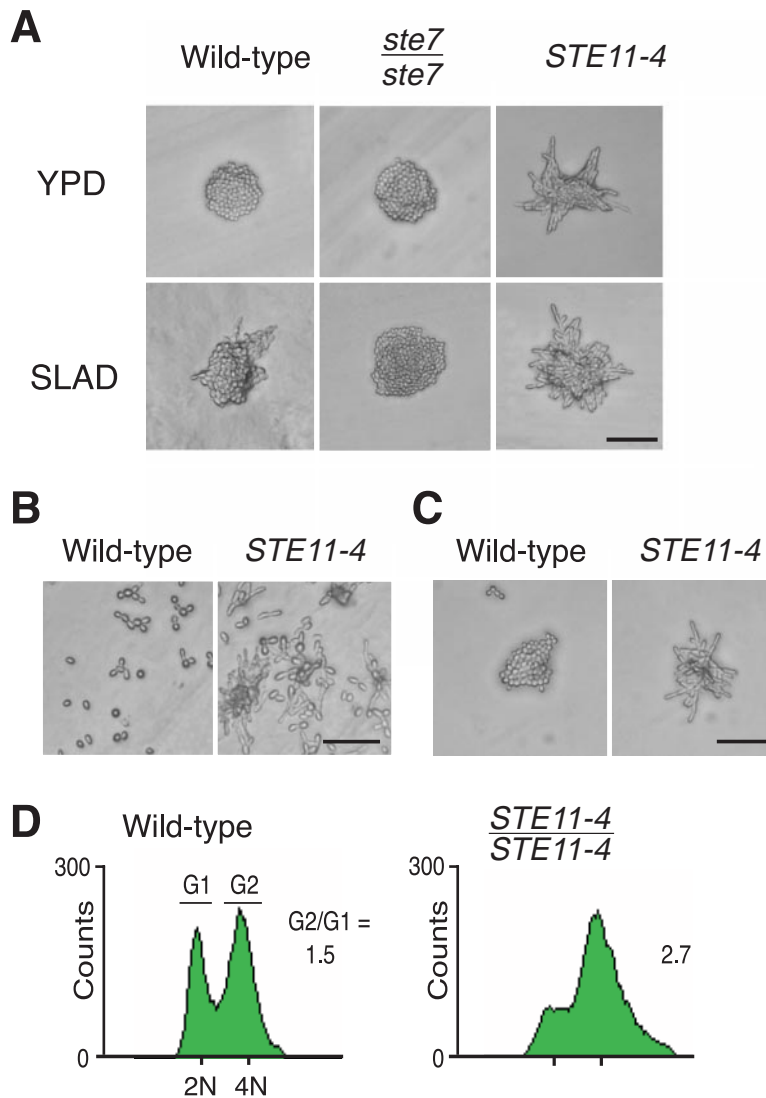 A
Wild-type
ste7
ste7
STE11-4
YPD
SLAD
B
Wild-type
STE11-4
C
Wild-type
STE11-4
D
Wild-type
STE11-4
STE11-4
300
G1
G2
G2/G1 =
1.5
Counts
0
2N
4N
300
2.7
Counts
0